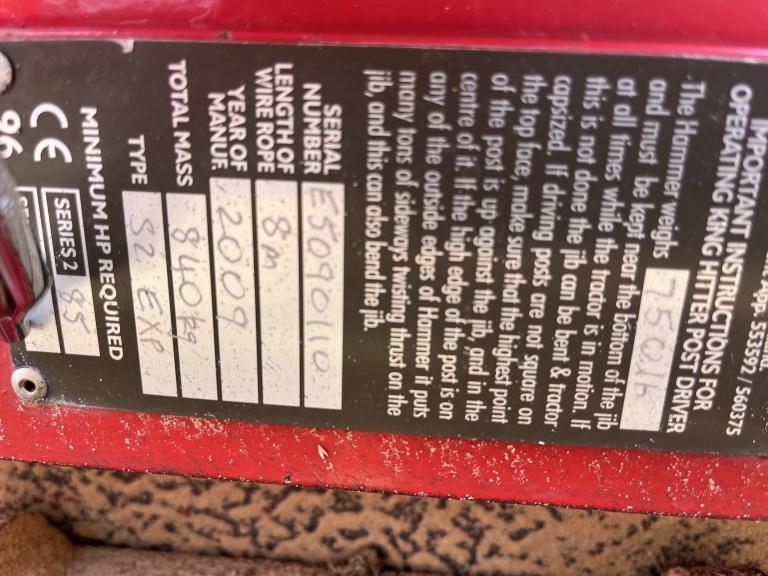 App. 533592 / 560375
IMPORTANT INSTRUCTIONS FOR
OPERATING KING HITTER POST DRIVER
The Hammer weighs 750lb
and must be kept near the bottom of the jib
at all times while the tractor is in motion. If
this is not done the jib can be bent & tractor
capsized. If driving posts are not square on
the top face, make sure that the highest point
of the post is up against the jib, and in the
centre of it. If the high edge of the post is on
any of the outside edges of Hammer it puts
many tons of sideways twisting thrust on the
jib, and this can also bend the jib.
SERIAL
NUMBER E5090110
LENGTH OF
WIRE ROPE 8m
YEAR OF
MANUF. 2009
TOTAL MASS 840kg
TYPE S2 EXP
MINIMUM HP REQUIRED
SERIES 2 85
CE
96